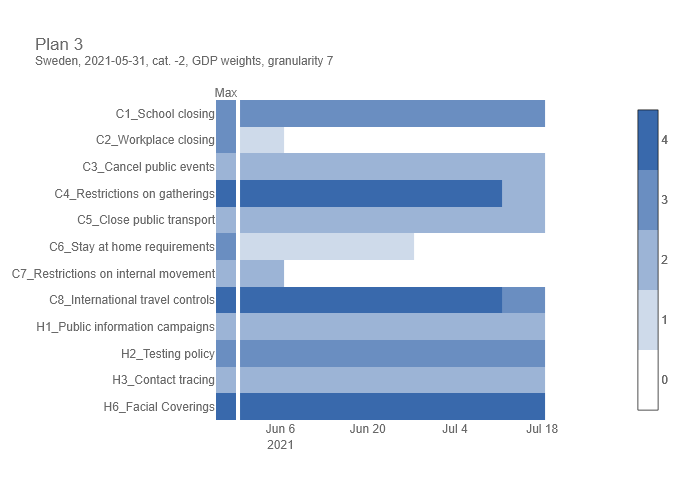 Plan 3
Sweden, 2021-05-31, cat. -2, GDP weights, granularity 7
Max
C1_School closing
C2_Workplace closing
C3_Cancel public events
C4_Restrictions on gatherings
C5_Close public transport
C6_Stay at home requirements
C7_Restrictions on internal movement
C8_International travel controls
H1_Public information campaigns
H2_Testing policy
H3_Contact tracing
H6_Facial Coverings
Jun 6
2021
Jun 20
Jul 4
Jul 18
4
3
2
1
0